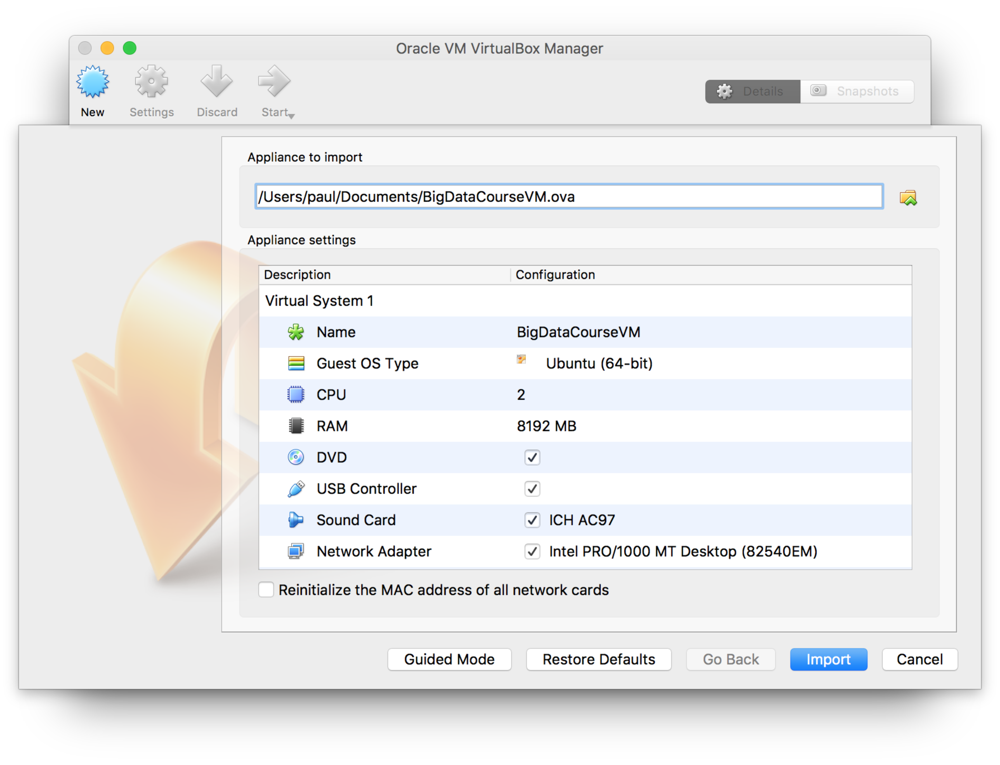 Oracle VM VirtualBox Manager
New Settings Discard Start Details Snapshots
Appliance to import
/Users/paul/Documents/BigDataCourseVM.ova
Appliance settings
Description Configuration
Virtual System 1
Name BigDataCourseVM
Guest OS Type Ubuntu (64-bit)
CPU 2
RAM 8192 MB
DVD
USB Controller
Sound Card ICH AC97
Network Adapter Intel PRO/1000 MT Desktop (82540EM)
Reinitialize the MAC address of all network cards
Guided Mode Restore Defaults Go Back Import Cancel